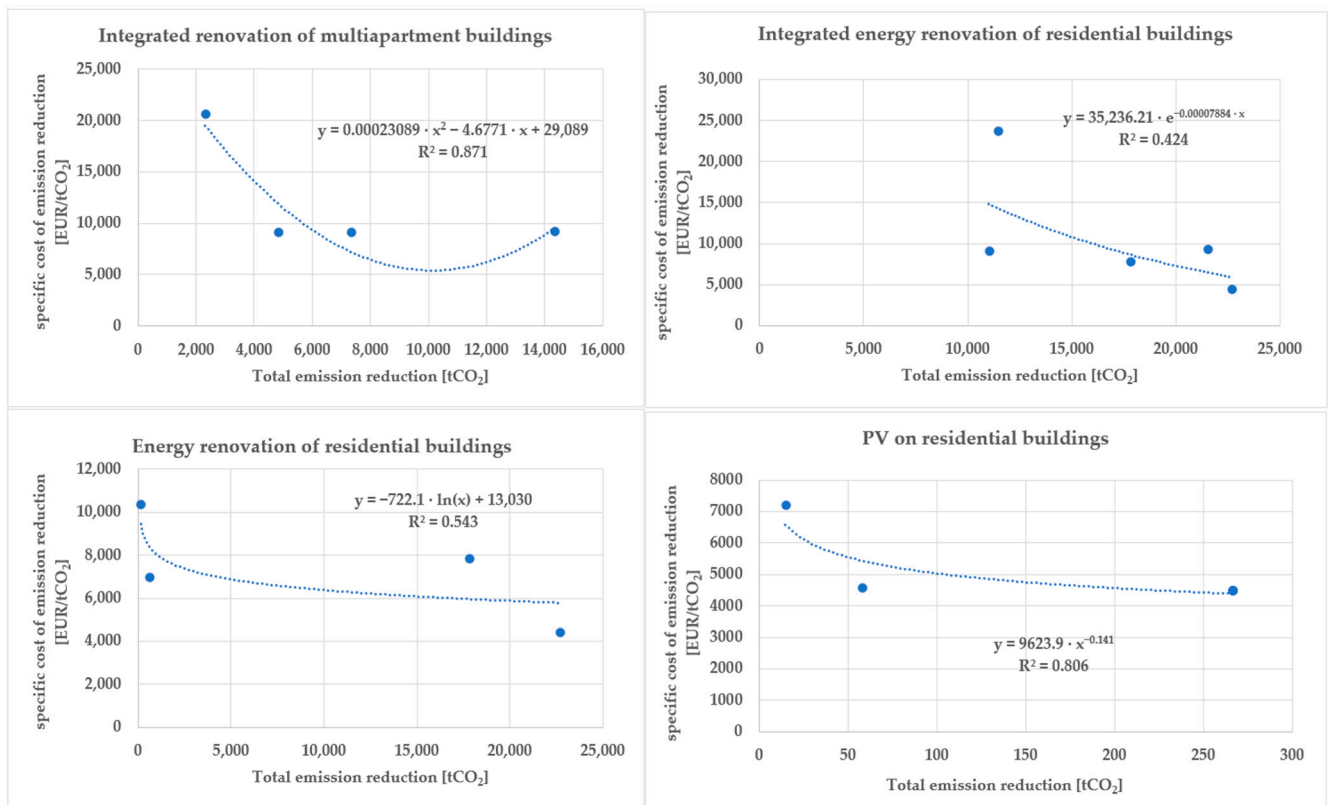 Integrated renovation of multiapartment buildings
specific cost of emission reduction
[EUR/tCO₂]
25,000
20,000
15,000
10,000
5,000
0
y = 0.00023089 · x² − 4.6771 · x + 29,089
R² = 0.871
0 2,000 4,000 6,000 8,000 10,000 12,000 14,000 16,000
Total emission reduction [tCO₂]
Integrated energy renovation of residential buildings
specific cost of emission reduction
[EUR/tCO₂]
30,000
25,000
20,000
15,000
10,000
5,000
0
y = 35,236.21 · e⁻⁰·⁰⁰⁰⁰⁷⁸⁸⁴ · ˣ
R² = 0.424
0 5,000 10,000 15,000 20,000 25,000
Total emission reduction [tCO₂]
Energy renovation of residential buildings
specific cost of emission reduction
[EUR/tCO₂]
12,000
10,000
8,000
6,000
4,000
2,000
0
y = −722.1 · ln(x) + 13,030
R² = 0.543
0 5,000 10,000 15,000 20,000 25,000
Total emission reduction [tCO₂]
PV on residential buildings
specific cost of emission reduction
[EUR/tCO₂]
8000
7000
6000
5000
4000
3000
2000
1000
0
y = 9623.9 · x⁻⁰·¹⁴¹
R² = 0.806
0 50 100 150 200 250 300
Total emission reduction [tCO₂]